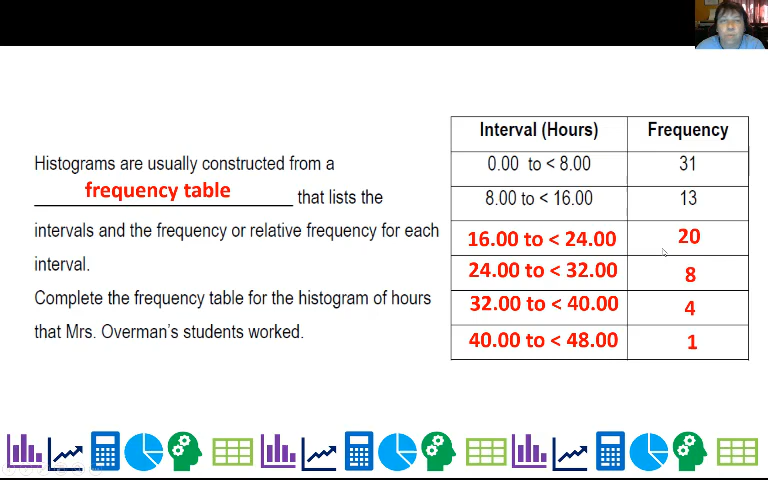 Histograms are usually constructed from a
frequency table that lists the
intervals and the frequency or relative frequency for each
interval.
Complete the frequency table for the histogram of hours
that Mrs. Overman's students worked.
Interval (Hours) Frequency
0.00 to < 8.00 31
8.00 to < 16.00 13
16.00 to < 24.00 20
24.00 to < 32.00 8
32.00 to < 40.00 4
40.00 to < 48.00 1